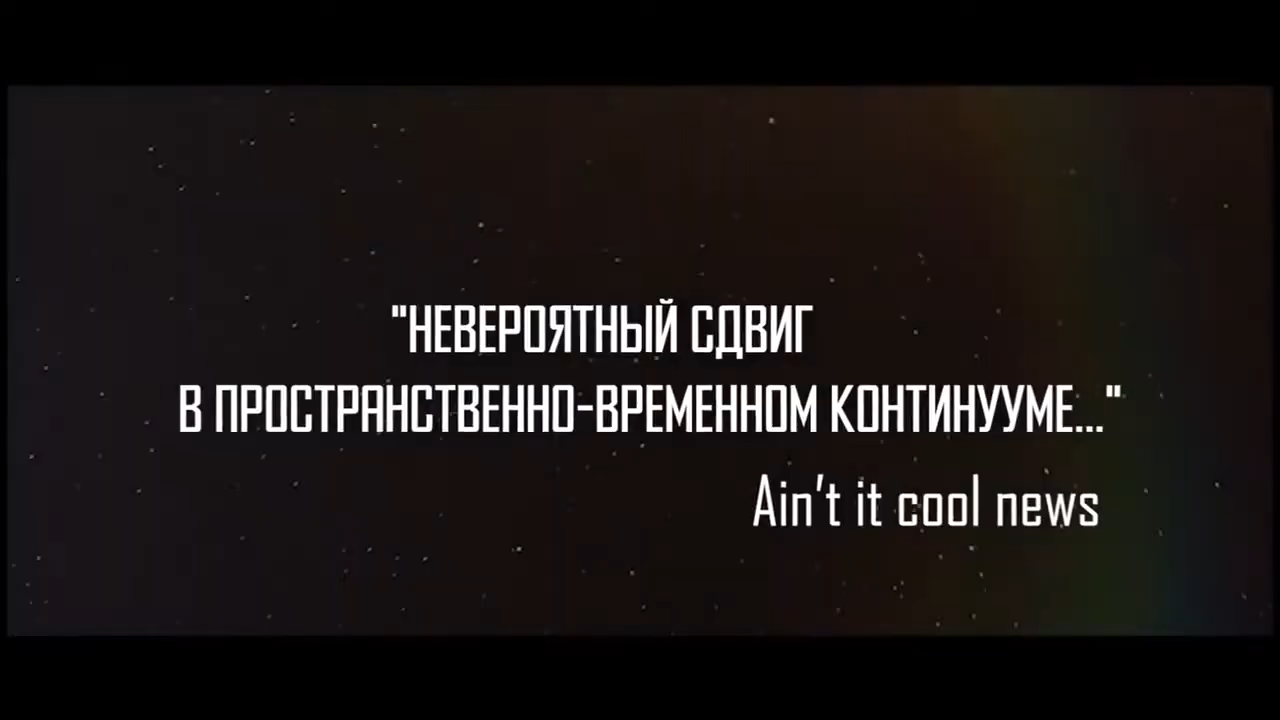 "НЕВЕРОЯТНЫЙ СДВИГ
В ПРОСТРАНСТВЕННО-ВРЕМЕННОМ КОНТИНУУМЕ... "
Ain't it cool news